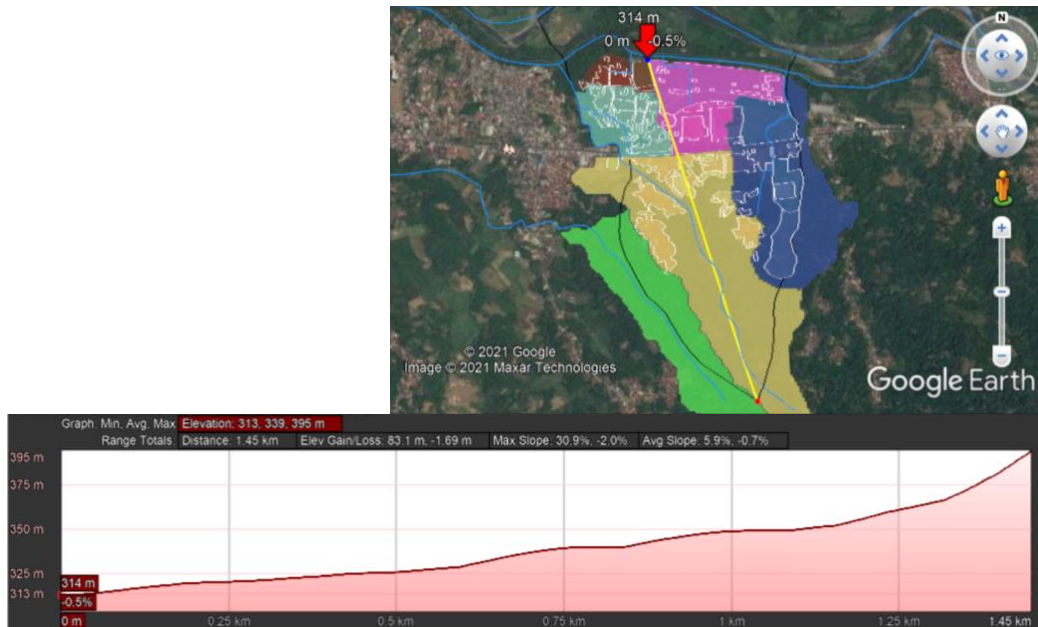 314 m
0 m -0.5%
N
© 2021 Google
Image © 2021 Maxar Technologies
Google Earth
Graph: Min, Avg, Max Elevation: 313, 339, 395 m
Range Totals: Distance: 1.45 km Elev Gain/Loss: 83.1 m, -1.69 m Max Slope: 30.9%, -2.0% Avg Slope: 5.9%, -0.7%
395 m
375 m
350 m
325 m
313 m
314 m
-0.5%
0 m 0.25 km 0.5 km 0.75 km 1 km 1.25 km 1.45 km